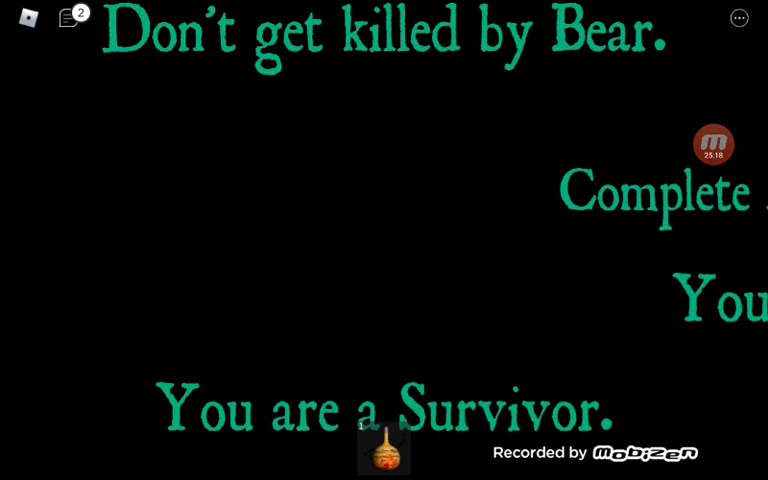 2
Don't get killed by Bear.
25:18
Complete
You
You are a Survivor.
1
Recorded by Mobizen